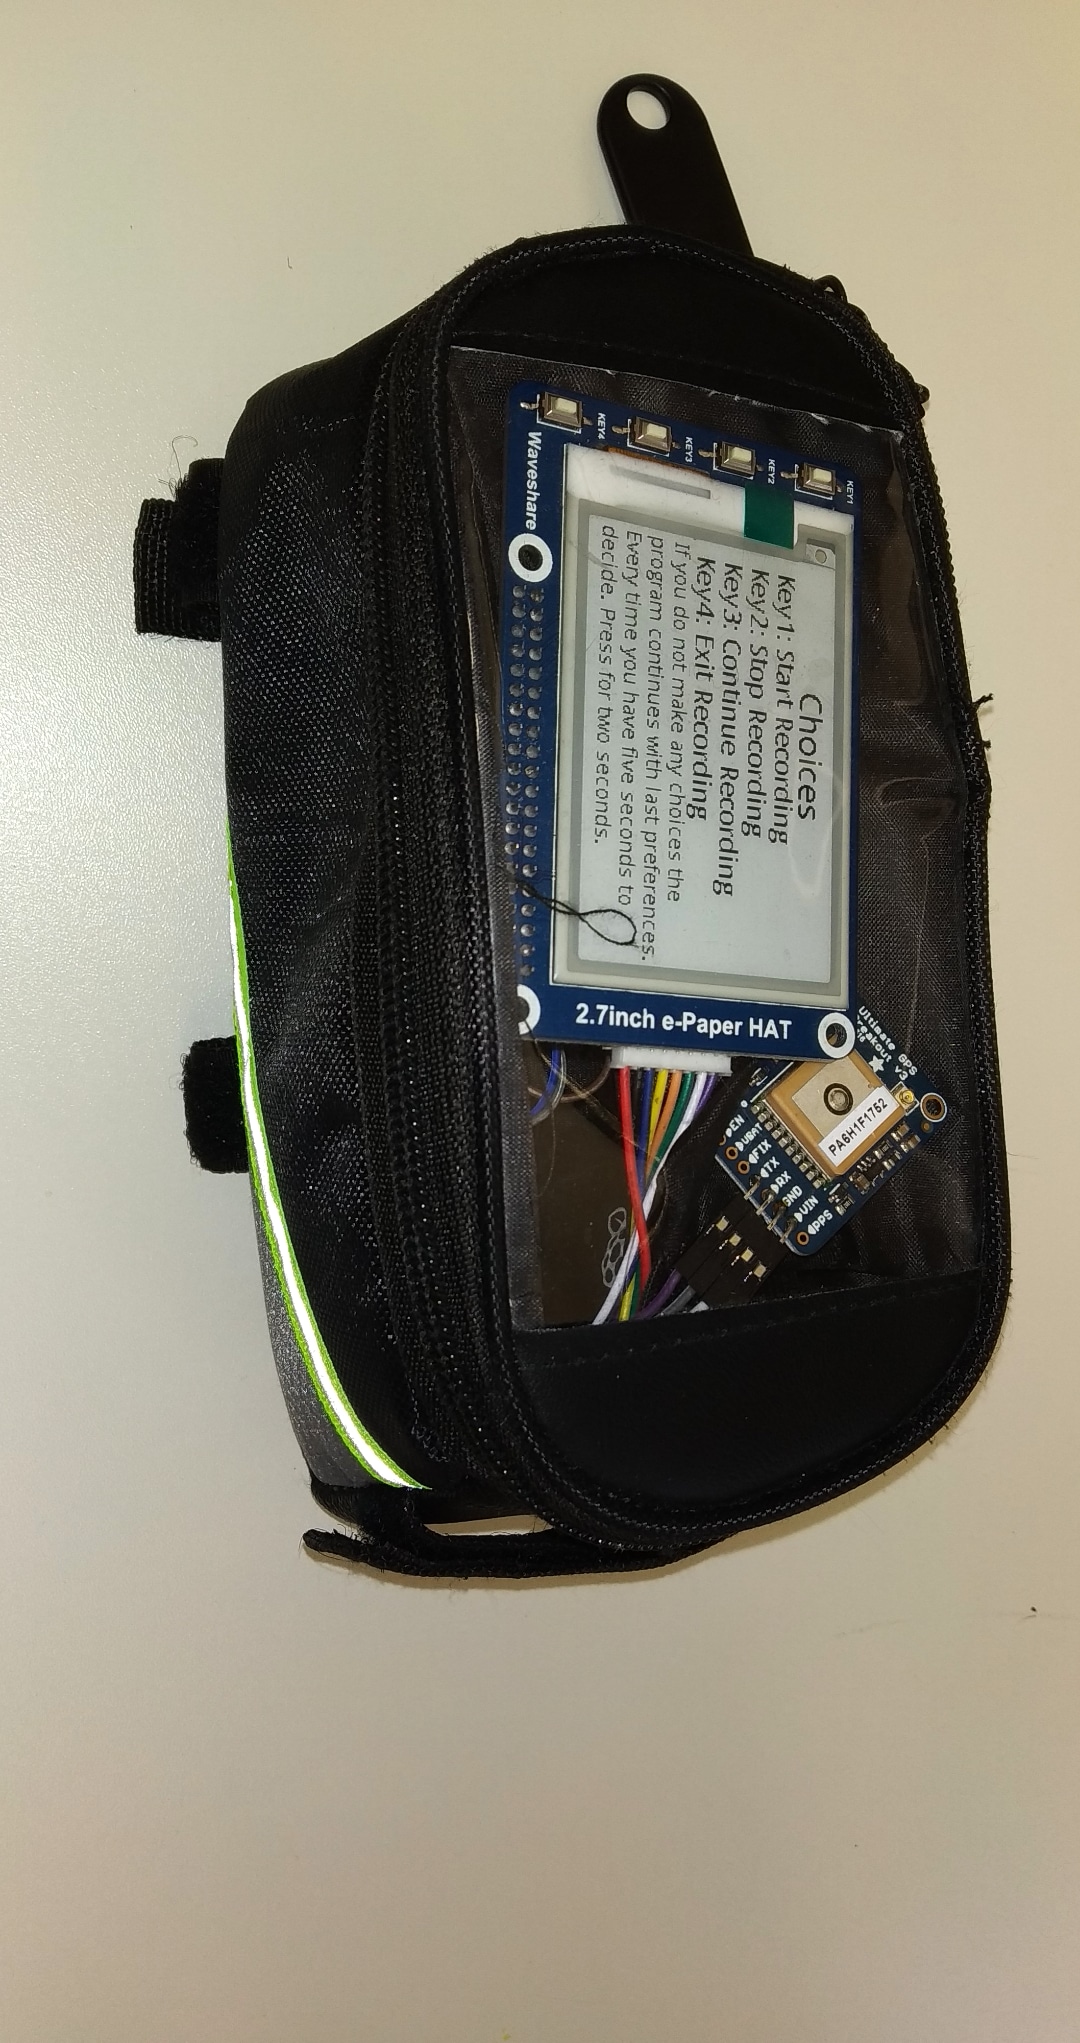 KEY1
KEY2
KEY3
KEY4
Choices
Key1: Start Recording
Key2: Stop Recording
Key3: Continue Recording
Key4: Exit Recording
If you do not make any choices the
program continues with last preferences.
Every time you have five seconds to
decide. Press for two seconds.
Waveshare
2.7inch e-Paper HAT
Ultimate GPS
Breakout v3
PA6H1F1752
PPS
VIN
GND
RX
TX
FIX
VBAT
EN